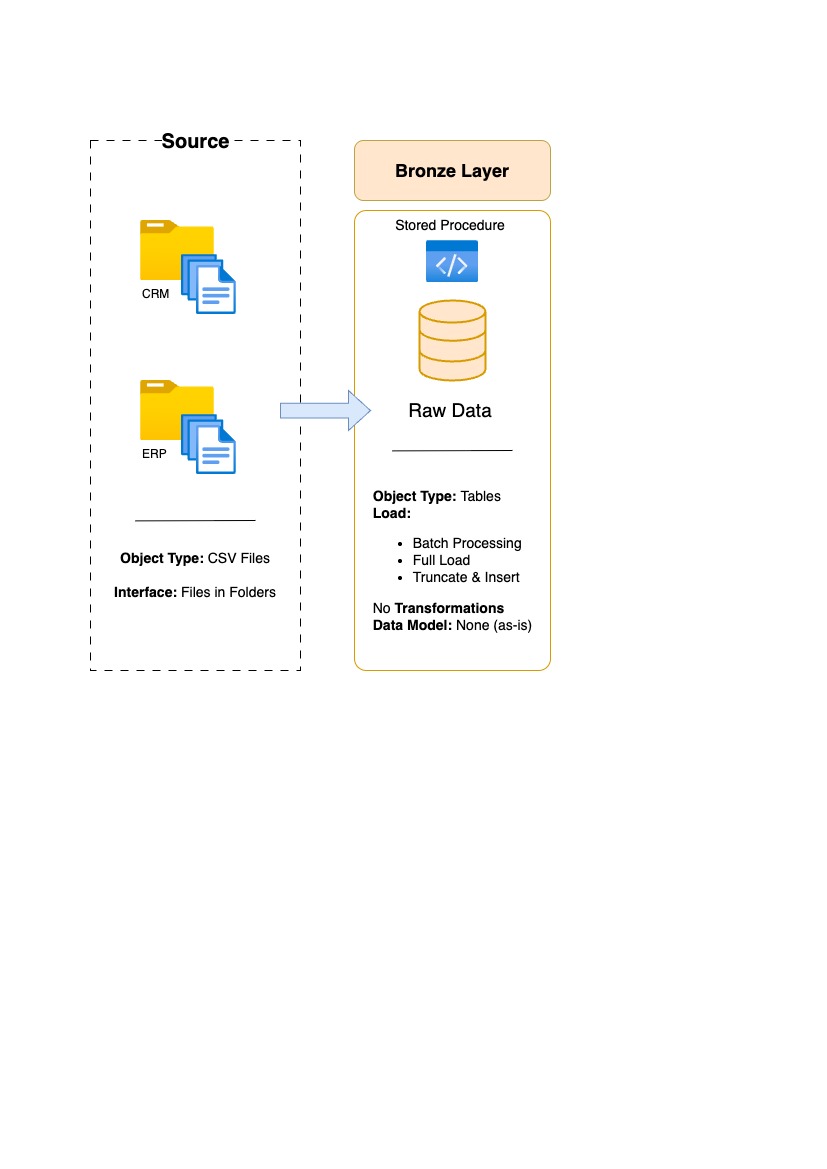 Source
CRM
ERP
Object Type: CSV Files
Interface: Files in Folders
Bronze Layer
Stored Procedure
</>
Raw Data
Object Type: Tables
Load:
• Batch Processing
• Full Load
• Truncate & Insert
No Transformations
Data Model: None (as-is)